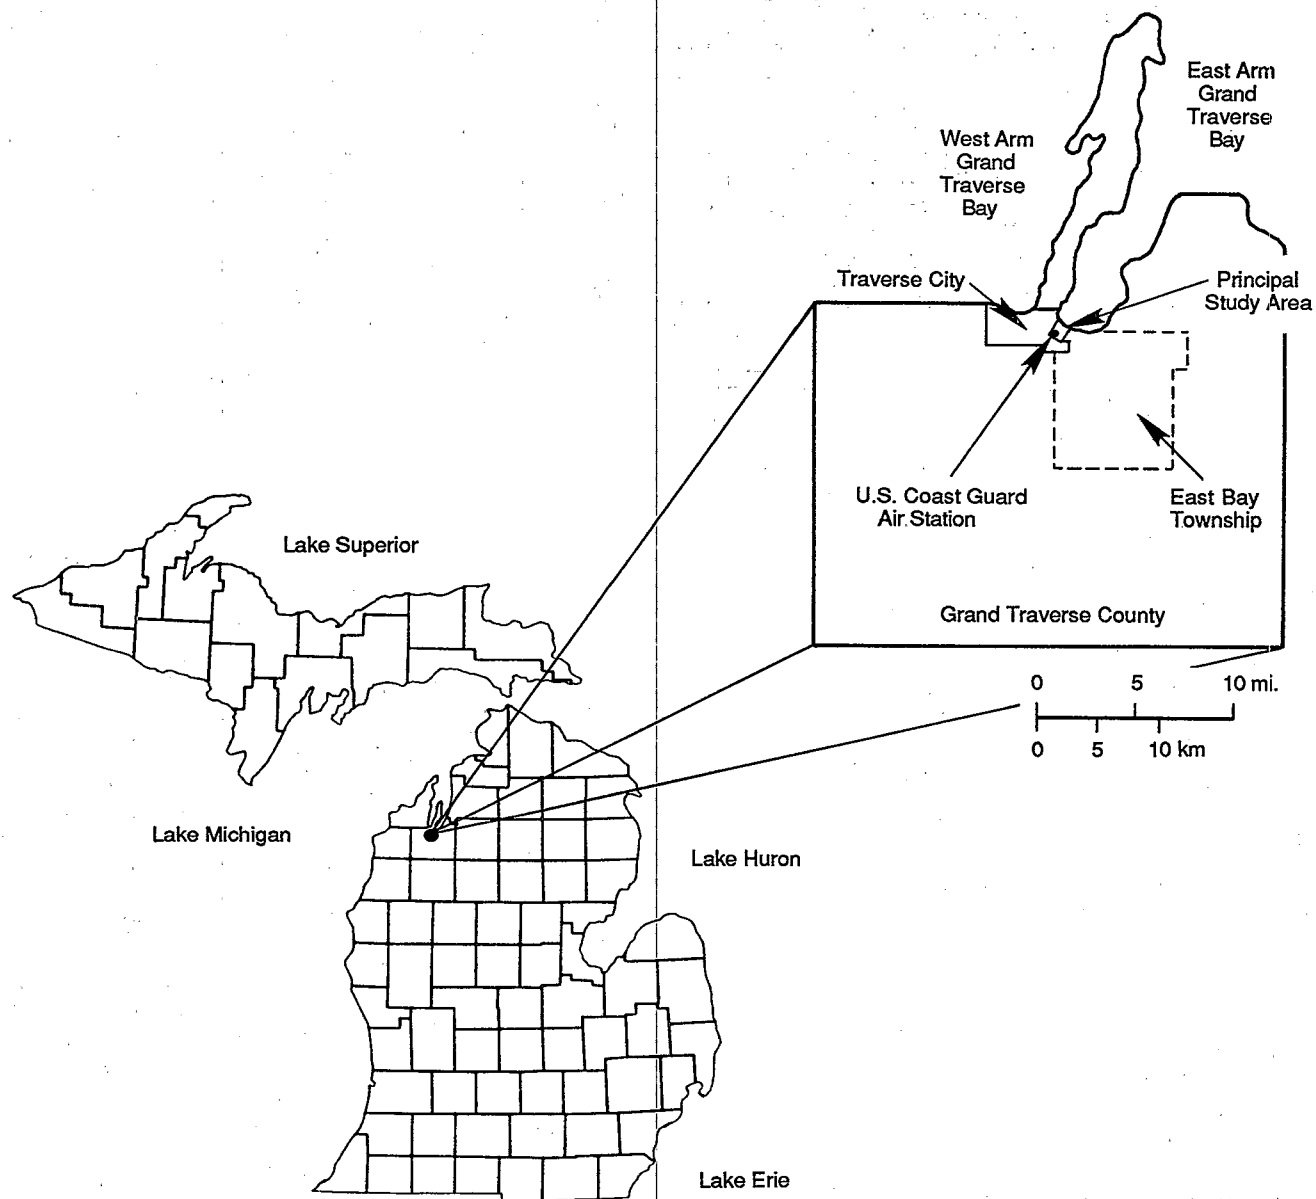 East Arm
Grand
Traverse
Bay
West Arm
Grand
Traverse
Bay
Traverse City
Principal
Study Area
U.S. Coast Guard
Air Station
East Bay
Township
Lake Superior
Grand Traverse County
0 5 10 mi.
0 5 10 km
Lake Michigan
Lake Huron
Lake Erie